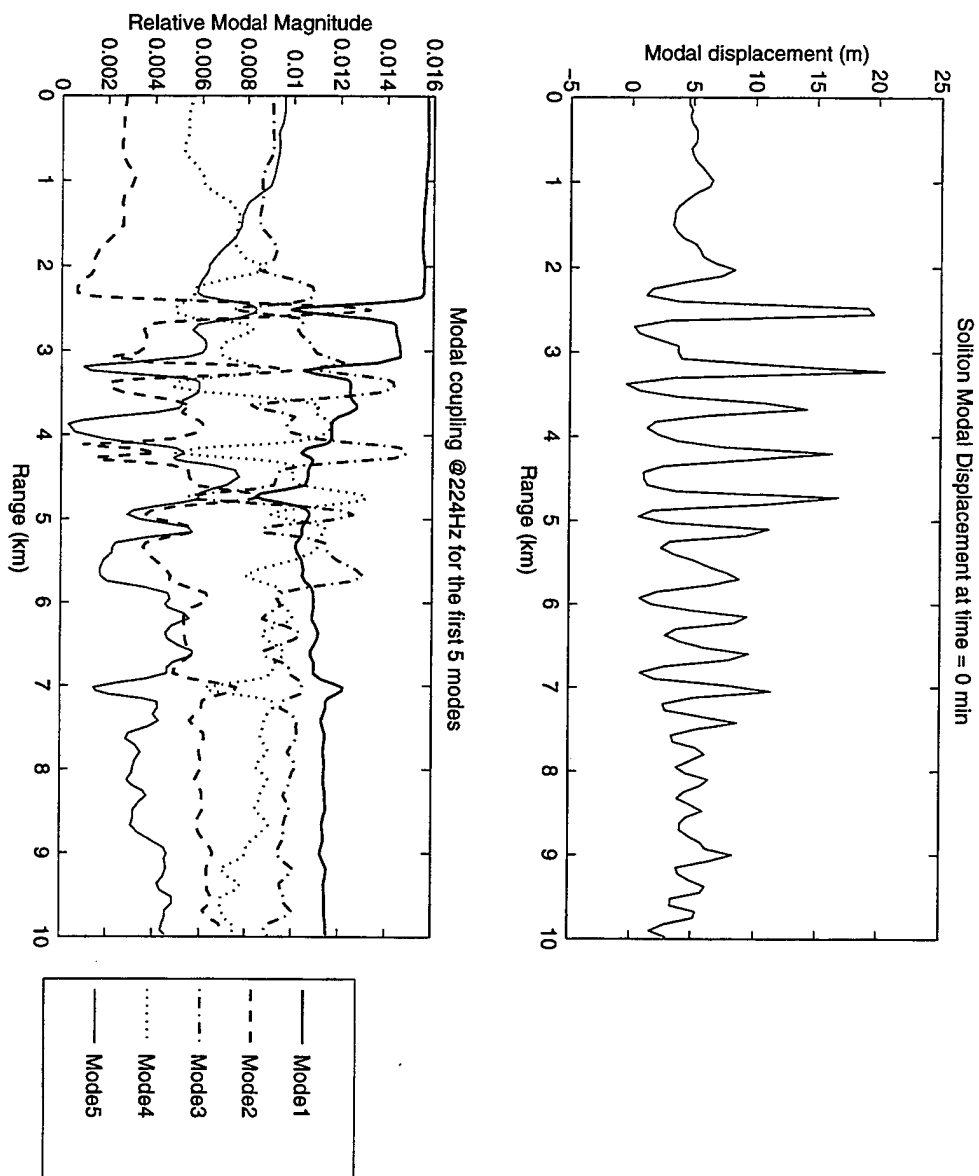 Soliton Modal Displacement at time = 0 min
Modal displacement (m)
25
20
15
10
5
0
-5
0 1 2 3 4 5 6 7 8 9 10
Range (km)
Modal coupling @224Hz for the first 5 modes
Relative Modal Magnitude
0.016
0.014
0.012
0.01
0.008
0.006
0.004
0.002
0
0 1 2 3 4 5 6 7 8 9 10
Range (km)
Mode1
Mode2
Mode3
Mode4
Mode5